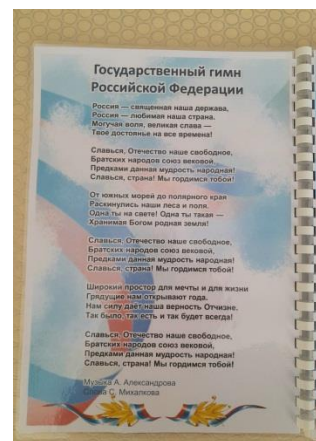 Государственный гимн
Российской Федерации
Россия — священная наша держава,
Россия — любимая наша страна.
Могучая воля, великая слава —
Твоё достоянье на все времена!
Славься, Отечество наше свободное,
Братских народов союз вековой,
Предками данная мудрость народная!
Славься, страна! Мы гордимся тобой!
От южных морей до полярного края
Раскинулись наши леса и поля.
Одна ты на свете! Одна ты такая —
Хранимая Богом родная земля!
Славься, Отечество наше свободное,
Братских народов союз вековой,
Предками данная мудрость народная!
Славься, страна! Мы гордимся тобой!
Широкий простор для мечты и для жизни
Грядущие нам открывают года.
Нам силу даёт наша верность Отчизне.
Так было, так есть и так будет всегда!
Славься, Отечество наше свободное,
Братских народов союз вековой,
Предками данная мудрость народная!
Славься, страна! Мы гордимся тобой!
Музыка А. Александрова
Слова С. Михалкова